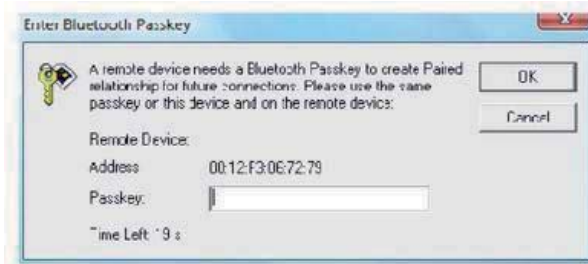 Enter Bluetooth Passkey
A remote device needs a Bluetooth Passkey to create Paired
relationship for future connections. Please use the same
passkey on this device and on the remote device:
OK
Cancel
Remote Device:
Address 00:12:F3:06:72:79
Passkey:
Time Left: 19 s